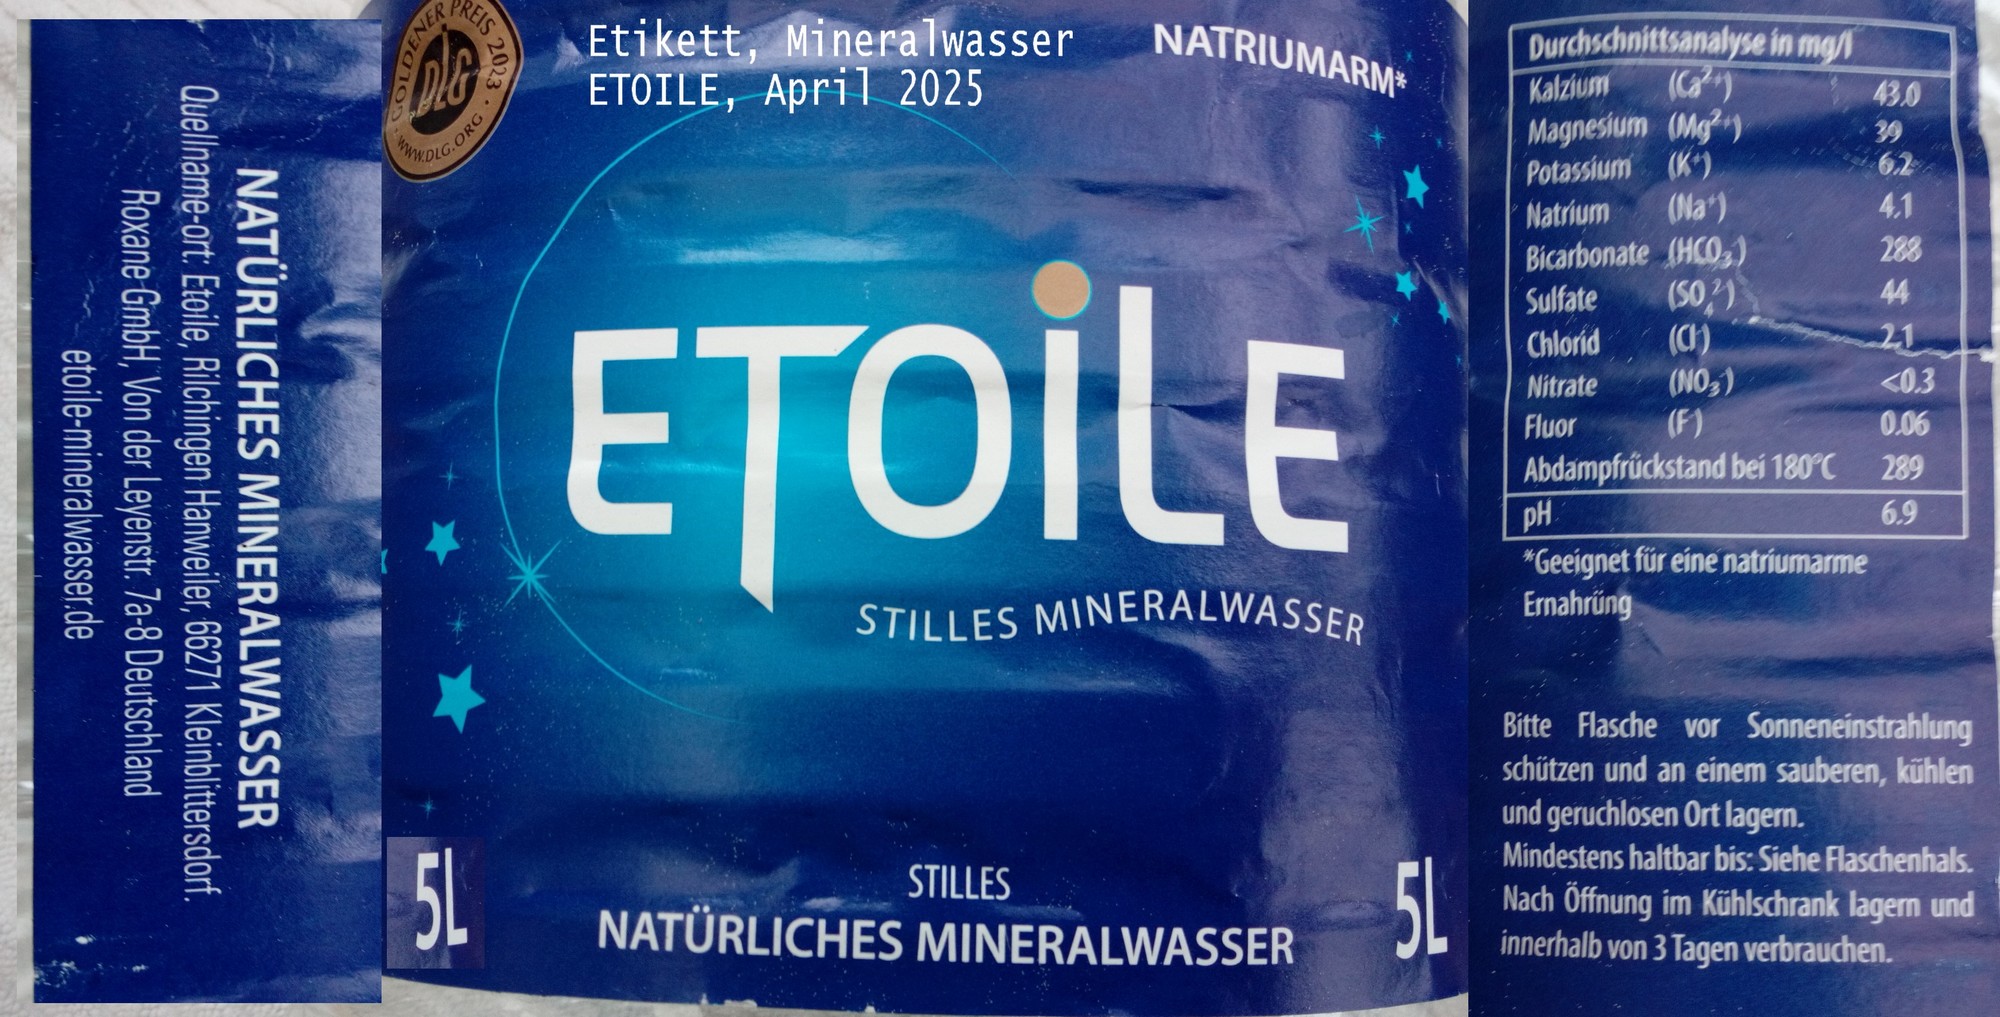 NATÜRLICHES MINERALWASSER
Quellname-ort: Etoile, Rilchingen Hanweiler, 66271 Kleinblittersdorf.
Roxane GmbH, Von der Leyenstr. 7a-8 Deutschland
etoile-mineralwasser.de
GOLDENER PREIS 2023
DLG
· WWW.DLG.ORG ·
Etikett, Mineralwasser
ETOILE, April 2025
NATRIUMARM*
ETOiLE
STILLES MINERALWASSER
5L
STILLES
NATÜRLICHES MINERALWASSER
5L
Durchschnittsanalyse in mg/l
Kalzium (Ca²⁺) 43.0
Magnesium (Mg²⁺) 39
Potassium (K⁺) 6.2
Natrium (Na⁺) 4.1
Bicarbonate (HCO₃⁻) 288
Sulfate (SO₄²⁻) 44
Chlorid (Cl⁻) 2.1
Nitrate (NO₃⁻) <0.3
Fluor (F⁻) 0.06
Abdampfrückstand bei 180°C 289
pH 6.9
*Geeignet für eine natriumarme
Ernahrüng
Bitte Flasche vor Sonneneinstrahlung
schützen und an einem sauberen, kühlen
und geruchlosen Ort lagern.
Mindestens haltbar bis: Siehe Flaschenhals.
Nach Öffnung im Kühlschrank lagern und
innerhalb von 3 Tagen verbrauchen.